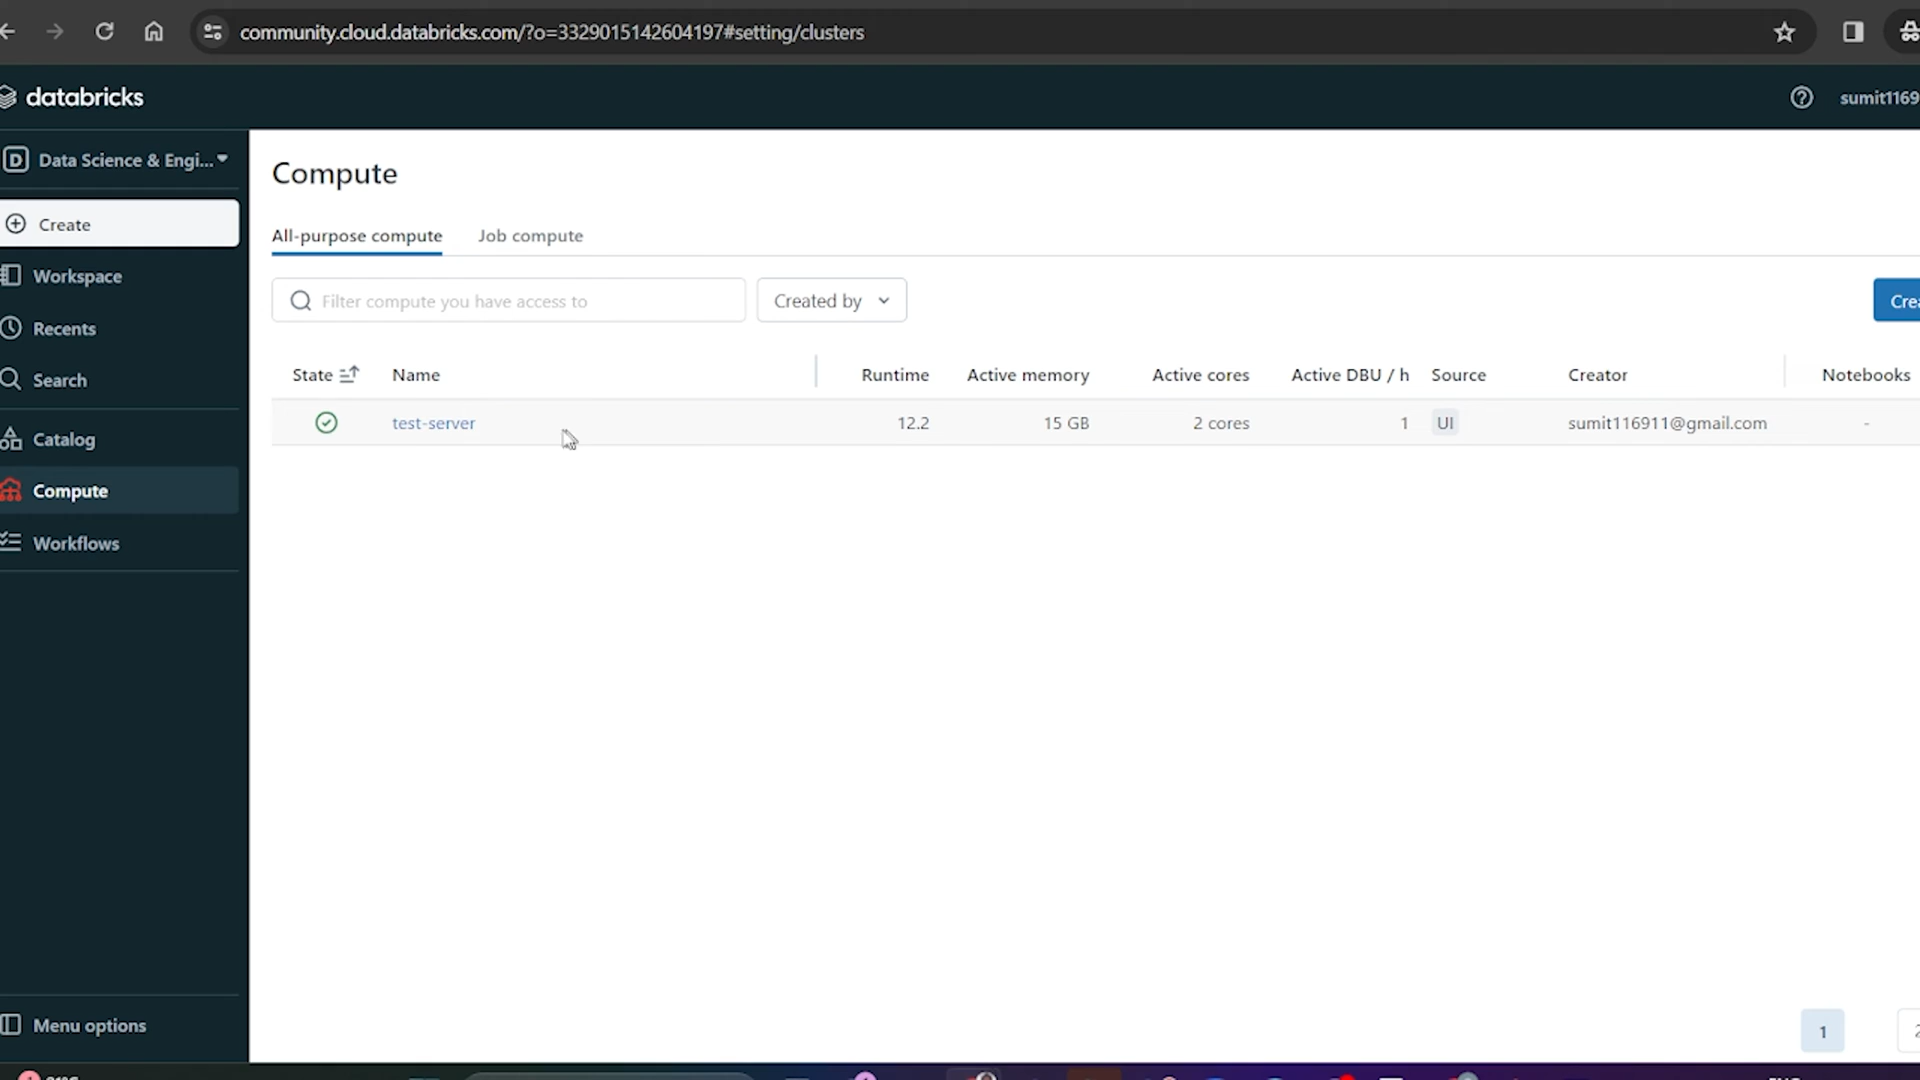 community.cloud.databricks.com/?o=3329015142604197#setting/clusters
databricks
sumit1169
D Data Science & Engi...
Create
Workspace
Recents
Search
Catalog
Compute
Workflows
Menu options
Compute
All-purpose compute Job compute
Filter compute you have access to Created by
Crea
State Name Runtime Active memory Active cores Active DBU / h Source Creator Notebooks
test-server 12.2 15 GB 2 cores 1 UI sumit116911@gmail.com -
1